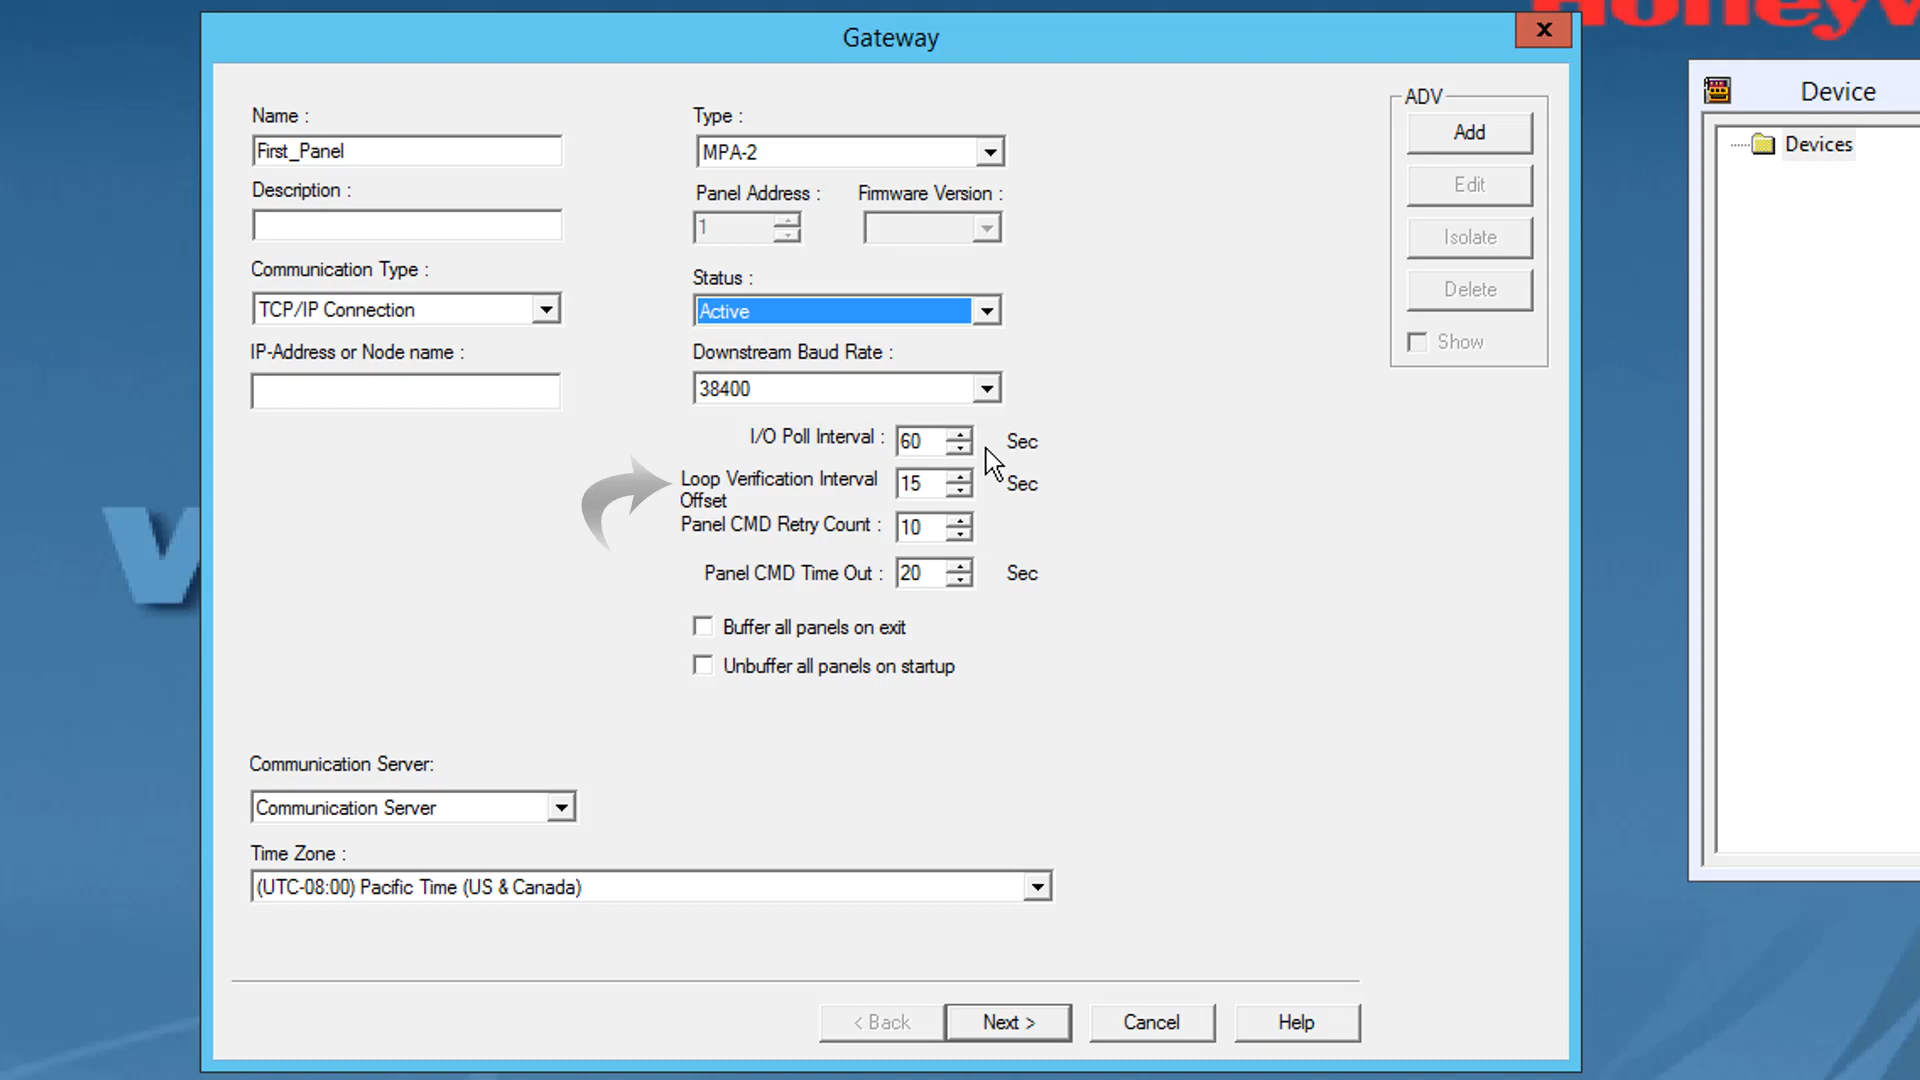 Gateway
X
Name :
First_Panel
Description :
Communication Type :
TCP/IP Connection
IP-Address or Node name :
Type :
MPA-2
Panel Address :
Firmware Version :
1
Status :
Active
Downstream Baud Rate :
38400
I/O Poll Interval : 60 Sec
Loop Verification Interval 15 Sec
Offset
Panel CMD Retry Count : 10
Panel CMD Time Out : 20 Sec
Buffer all panels on exit
Unbuffer all panels on startup
Communication Server:
Communication Server
Time Zone :
(UTC-08:00) Pacific Time (US & Canada)
< Back
Next >
Cancel
Help
ADV
Add
Edit
Isolate
Delete
Show
Device
Devices